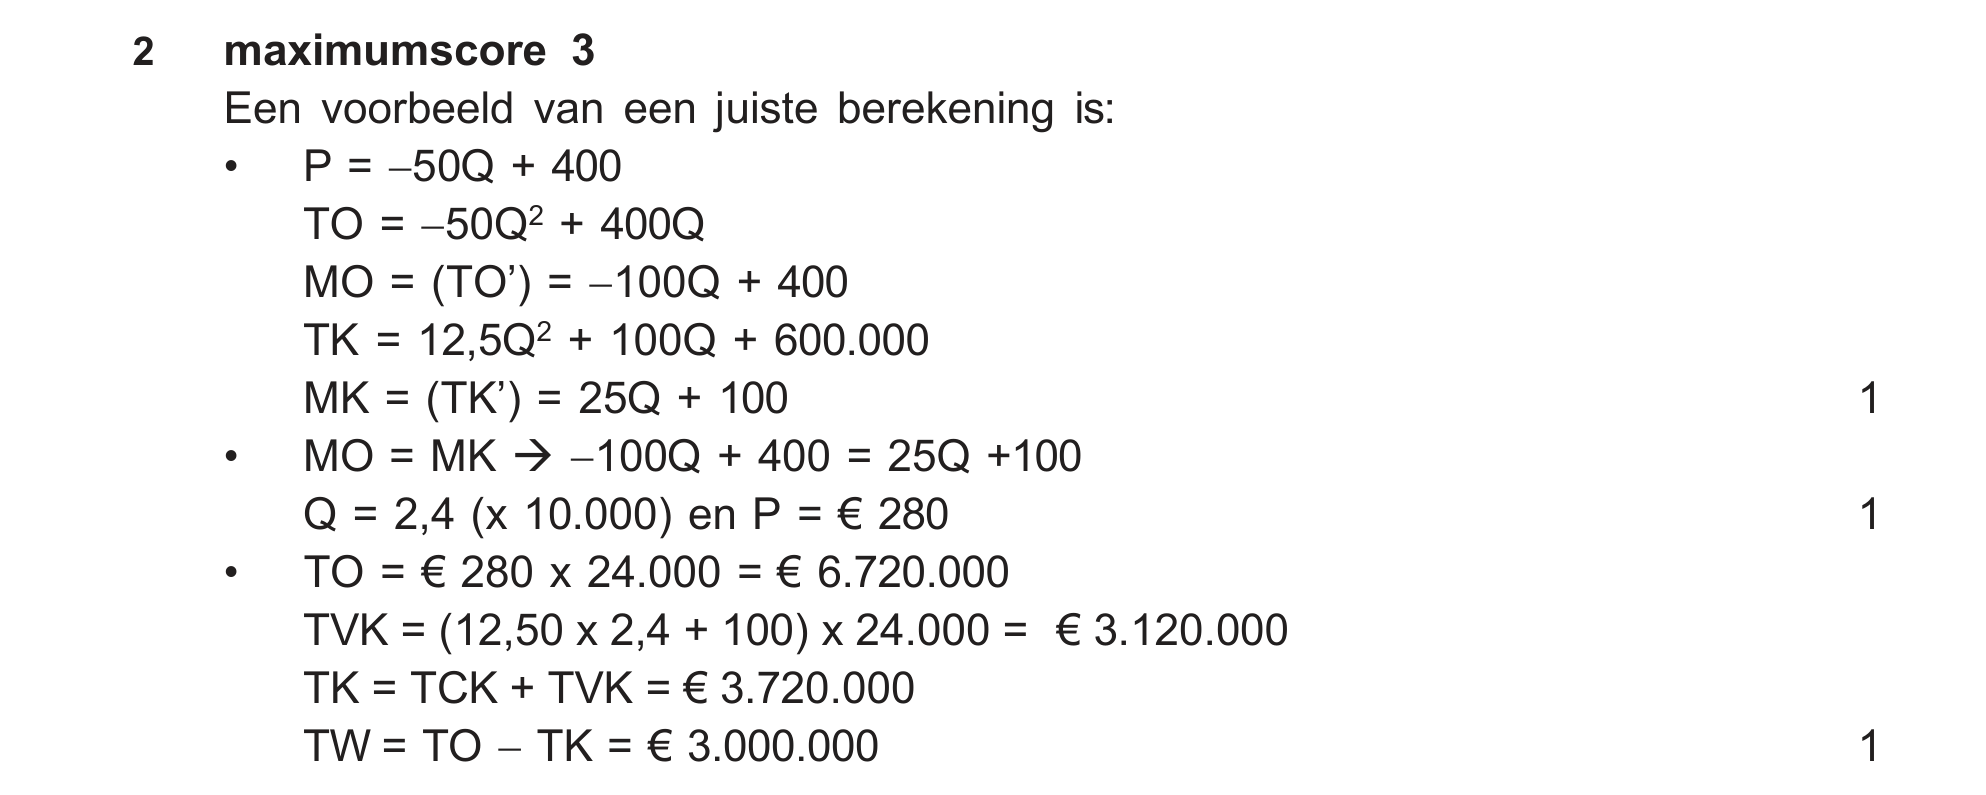 2 maximumscore 3
Een voorbeeld van een juiste berekening is:
• P = –50Q + 400
TO = –50Q² + 400Q
MO = (TO’) = –100Q + 400
TK = 12,5Q² + 100Q + 600.000
MK = (TK’) = 25Q + 100 1
• MO = MK → –100Q + 400 = 25Q +100
Q = 2,4 (x 10.000) en P = € 280 1
• TO = € 280 x 24.000 = € 6.720.000
TVK = (12,50 x 2,4 + 100) x 24.000 = € 3.120.000
TK = TCK + TVK = € 3.720.000
TW = TO – TK = € 3.000.000 1